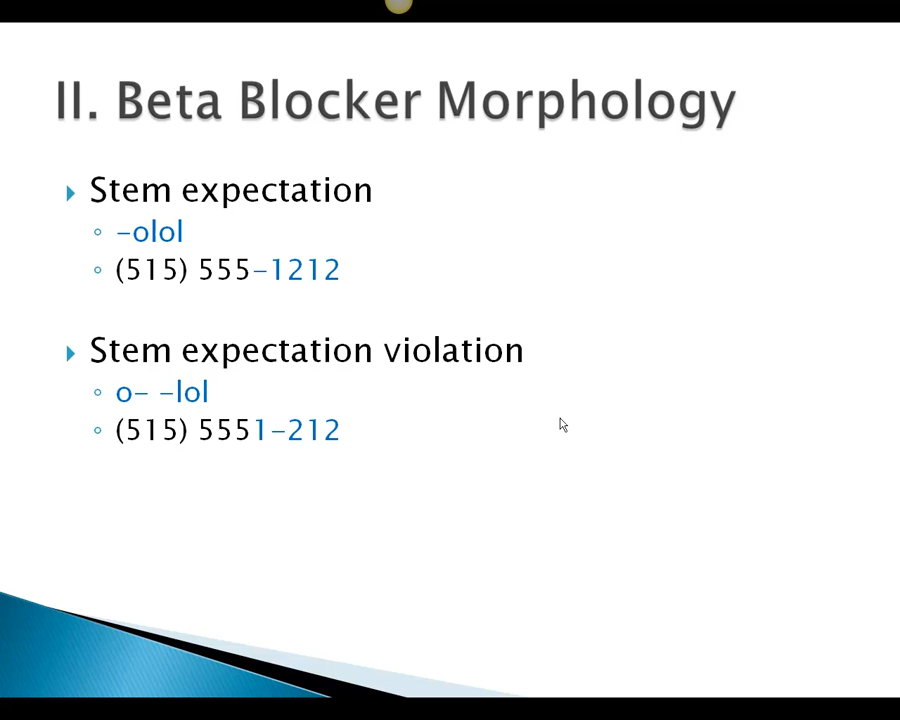 II. Beta Blocker Morphology
Stem expectation
-olol
(515) 555-1212
Stem expectation violation
o- -lol
(515) 5551-212